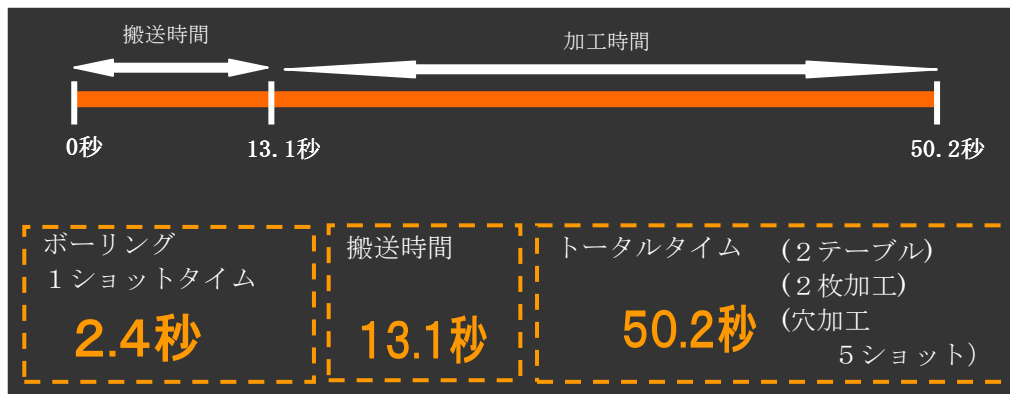 搬送時間
加工時間
0秒
13.1秒
50.2秒
ボーリング
１ショットタイム
2.4秒
搬送時間
13.1秒
トータルタイム
50.2秒
(２テーブル)
(２枚加工)
(穴加工
５ショット）